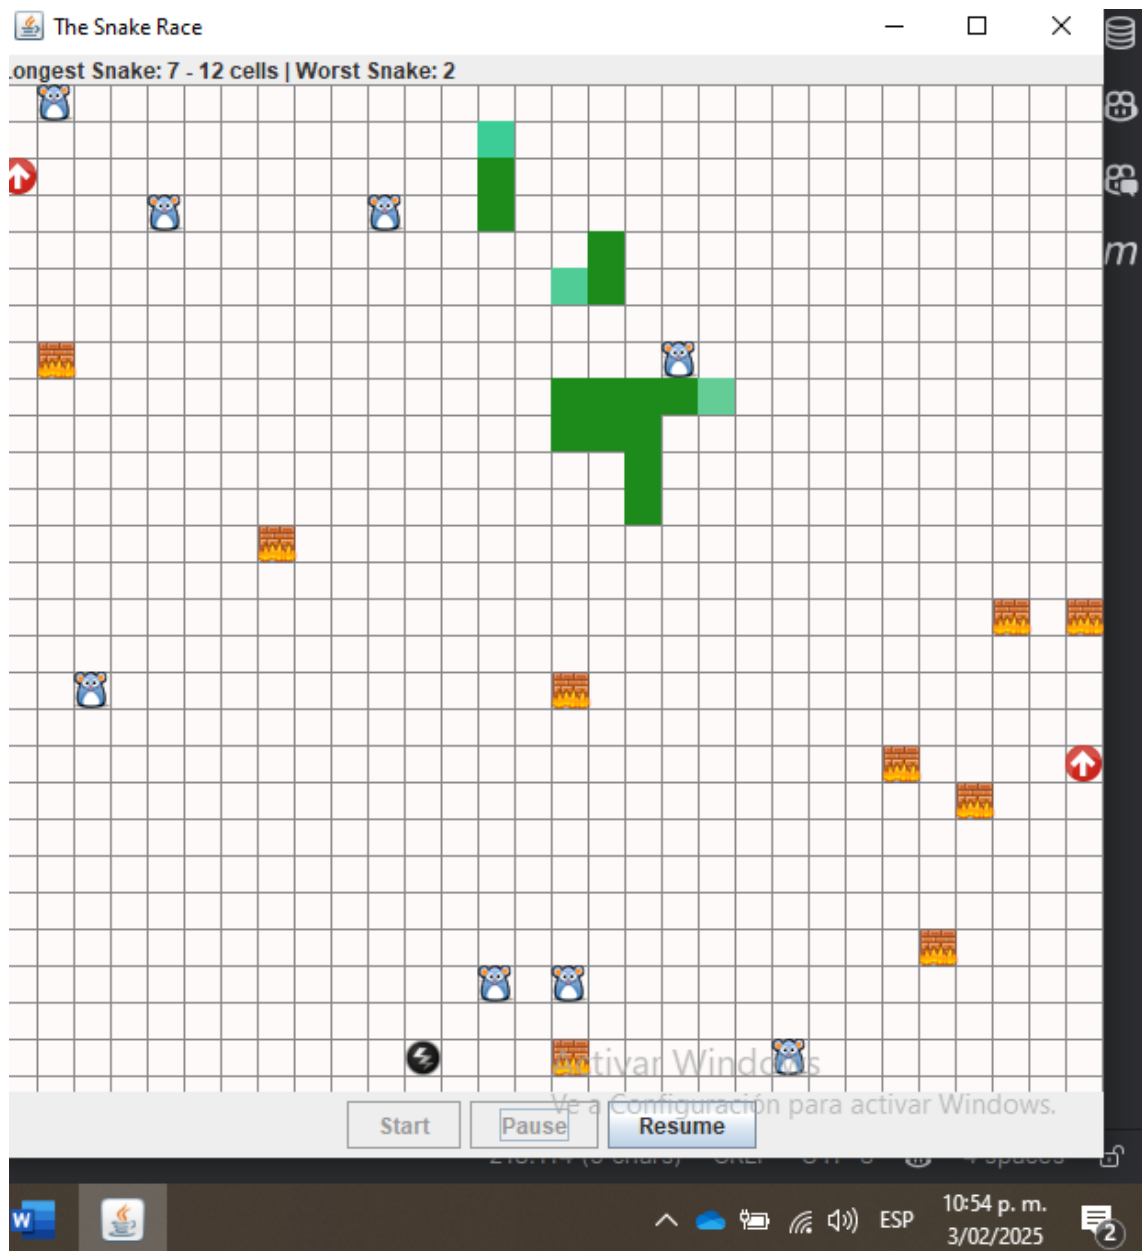 The Snake Race
Longest Snake: 7 - 12 cells | Worst Snake: 2
m
Activar Windows
Ve a Configuración para activar Windows.
Start
Pause
Resume
W
ESP
10:54 p. m.
3/02/2025
2